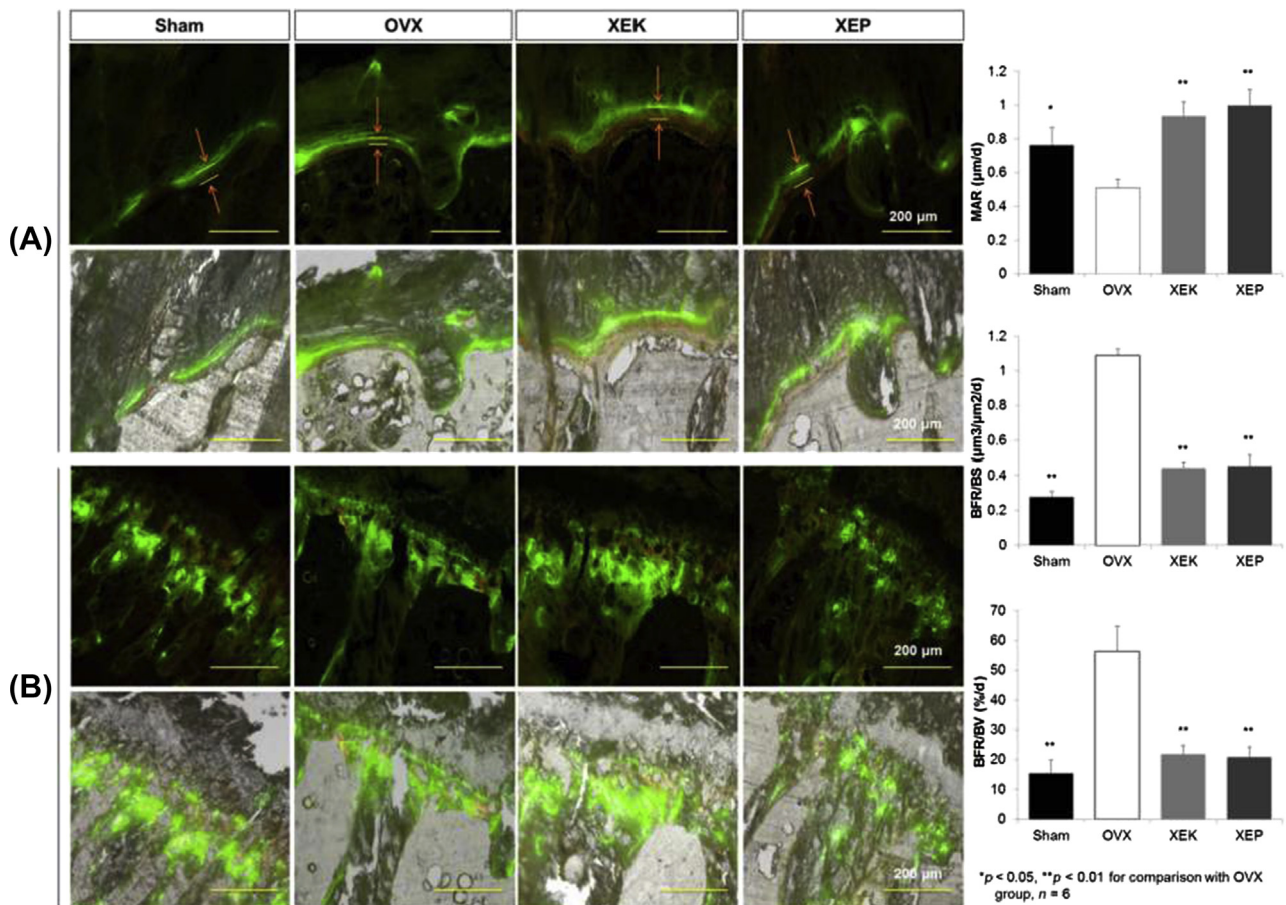 Sham OVX XEK XEP
(A)
200 µm
(B)
200 µm
200 µm
MAR (µm/d)
1.2
1
0.8
0.6
0.4
0.2
0
* ** **
Sham OVX XEK XEP
BFR/BS (µm3/µm2/d)
1.2
1
0.8
0.6
0.4
0.2
0
** ** **
Sham OVX XEK XEP
BFR/BV (%/d)
70
60
50
40
30
20
10
0
** ** **
Sham OVX XEK XEP
*p < 0.05, **p < 0.01 for comparison with OVX
group, n = 6